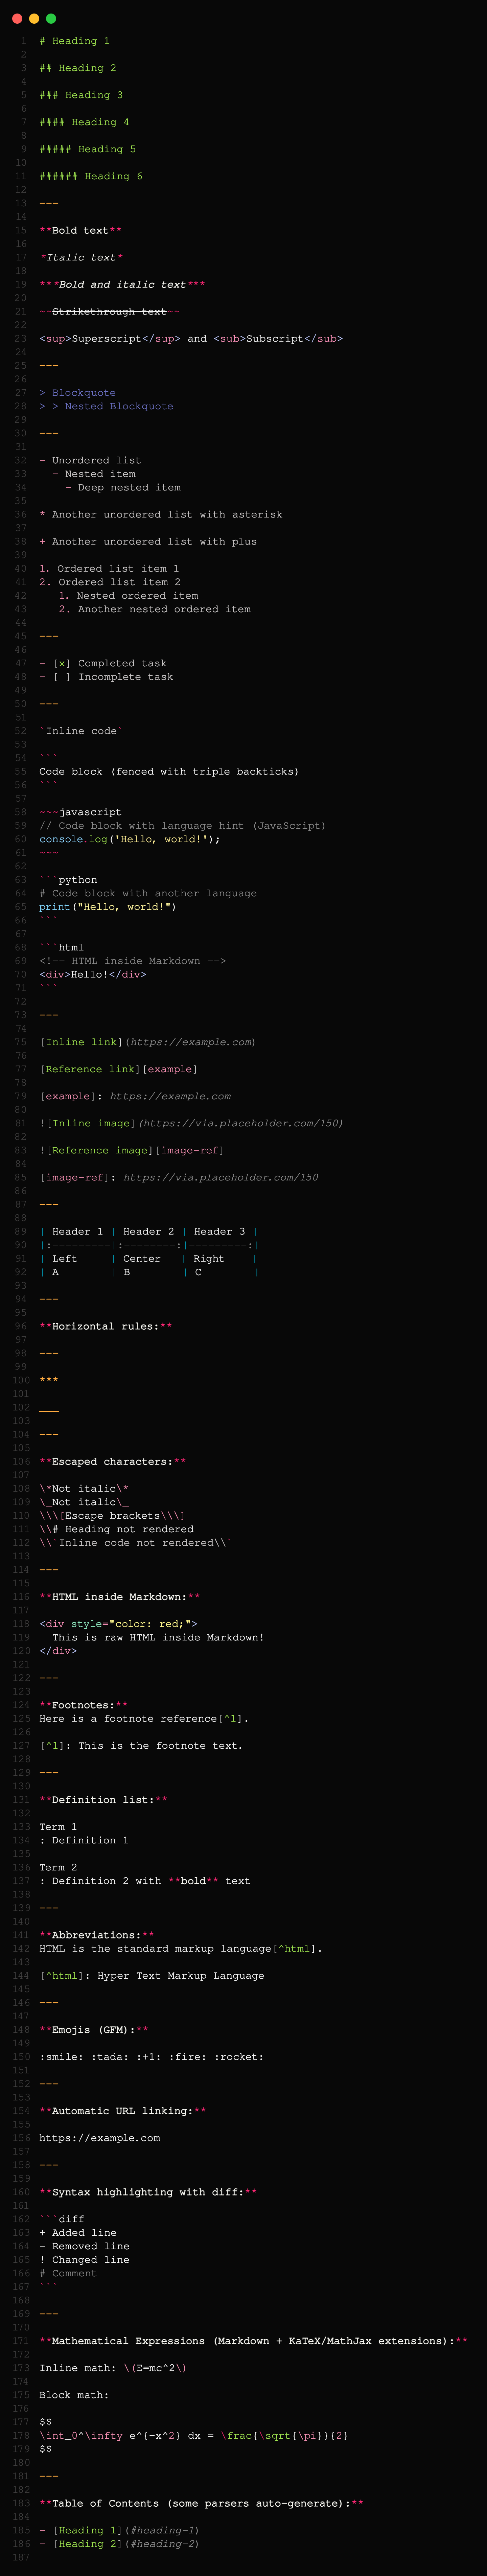 1 # Heading 1
2
3 ## Heading 2
4
5 ### Heading 3
6
7 #### Heading 4
8
9 ##### Heading 5
10
11 ###### Heading 6
12
13 ---
14
15 **Bold text**
16
17 *Italic text*
18
19 ***Bold and italic text***
20
21 ~~Strikethrough text~~
22
23 <sup>Superscript</sup> and <sub>Subscript</sub>
24
25 ---
26
27 > Blockquote
28 > > Nested Blockquote
29
30 ---
31
32 - Unordered list
33   - Nested item
34     - Deep nested item
35
36 * Another unordered list with asterisk
37
38 + Another unordered list with plus
39
40 1. Ordered list item 1
41 2. Ordered list item 2
42    1. Nested ordered item
43    2. Another nested ordered item
44
45 ---
46
47 - [x] Completed task
48 - [ ] Incomplete task
49
50 ---
51
52 `Inline code`
53
54 ```
55 Code block (fenced with triple backticks)
56 ```
57
58 ~~~javascript
59 // Code block with language hint (JavaScript)
60 console.log('Hello, world!');
61 ~~~
62
63 ```python
64 # Code block with another language
65 print("Hello, world!")
66 ```
67
68 ```html
69 <!-- HTML inside Markdown -->
70 <div>Hello!</div>
71 ```
72
73 ---
74
75 [Inline link](https://example.com)
76
77 [Reference link][example]
78
79 [example]: https://example.com
80
81 ![Inline image](https://via.placeholder.com/150)
82
83 ![Reference image][image-ref]
84
85 [image-ref]: https://via.placeholder.com/150
86
87 ---
88
89 | Header 1 | Header 2 | Header 3 |
90 |:---------|:--------:|---------:|
91 | Left     | Center   | Right    |
92 | A        | B        | C        |
93
94 ---
95
96 **Horizontal rules:**
97
98 ---
99
100 ***
101
102 ___
103
104 ---
105
106 **Escaped characters:**
107
108 \*Not italic\*
109 \_Not italic\_
110 \\\[Escape brackets\\\]
111 \\# Heading not rendered
112 \\`Inline code not rendered\\`
113
114 ---
115
116 **HTML inside Markdown:**
117
118 <div style="color: red;">
119   This is raw HTML inside Markdown!
120 </div>
121
122 ---
123
124 **Footnotes:**
125 Here is a footnote reference[^1].
126
127 [^1]: This is the footnote text.
128
129 ---
130
131 **Definition list:**
132
133 Term 1
134 : Definition 1
135
136 Term 2
137 : Definition 2 with **bold** text
138
139 ---
140
141 **Abbreviations:**
142 HTML is the standard markup language[^html].
143
144 [^html]: Hyper Text Markup Language
145
146 ---
147
148 **Emojis (GFM):**
149
150 :smile: :tada: :+1: :fire: :rocket:
151
152 ---
153
154 **Automatic URL linking:**
155
156 https://example.com
157
158 ---
159
160 **Syntax highlighting with diff:**
161
162 ```diff
163 + Added line
164 - Removed line
165 ! Changed line
166 # Comment
167 ```
168
169 ---
170
171 **Mathematical Expressions (Markdown + KaTeX/MathJax extensions):**
172
173 Inline math: \(E=mc^2\)
174
175 Block math:
176
177 $$
178 \int_0^\infty e^{-x^2} dx = \frac{\sqrt{\pi}}{2}
179 $$
180
181 ---
182
183 **Table of Contents (some parsers auto-generate):**
184
185 - [Heading 1](#heading-1)
186 - [Heading 2](#heading-2)
187